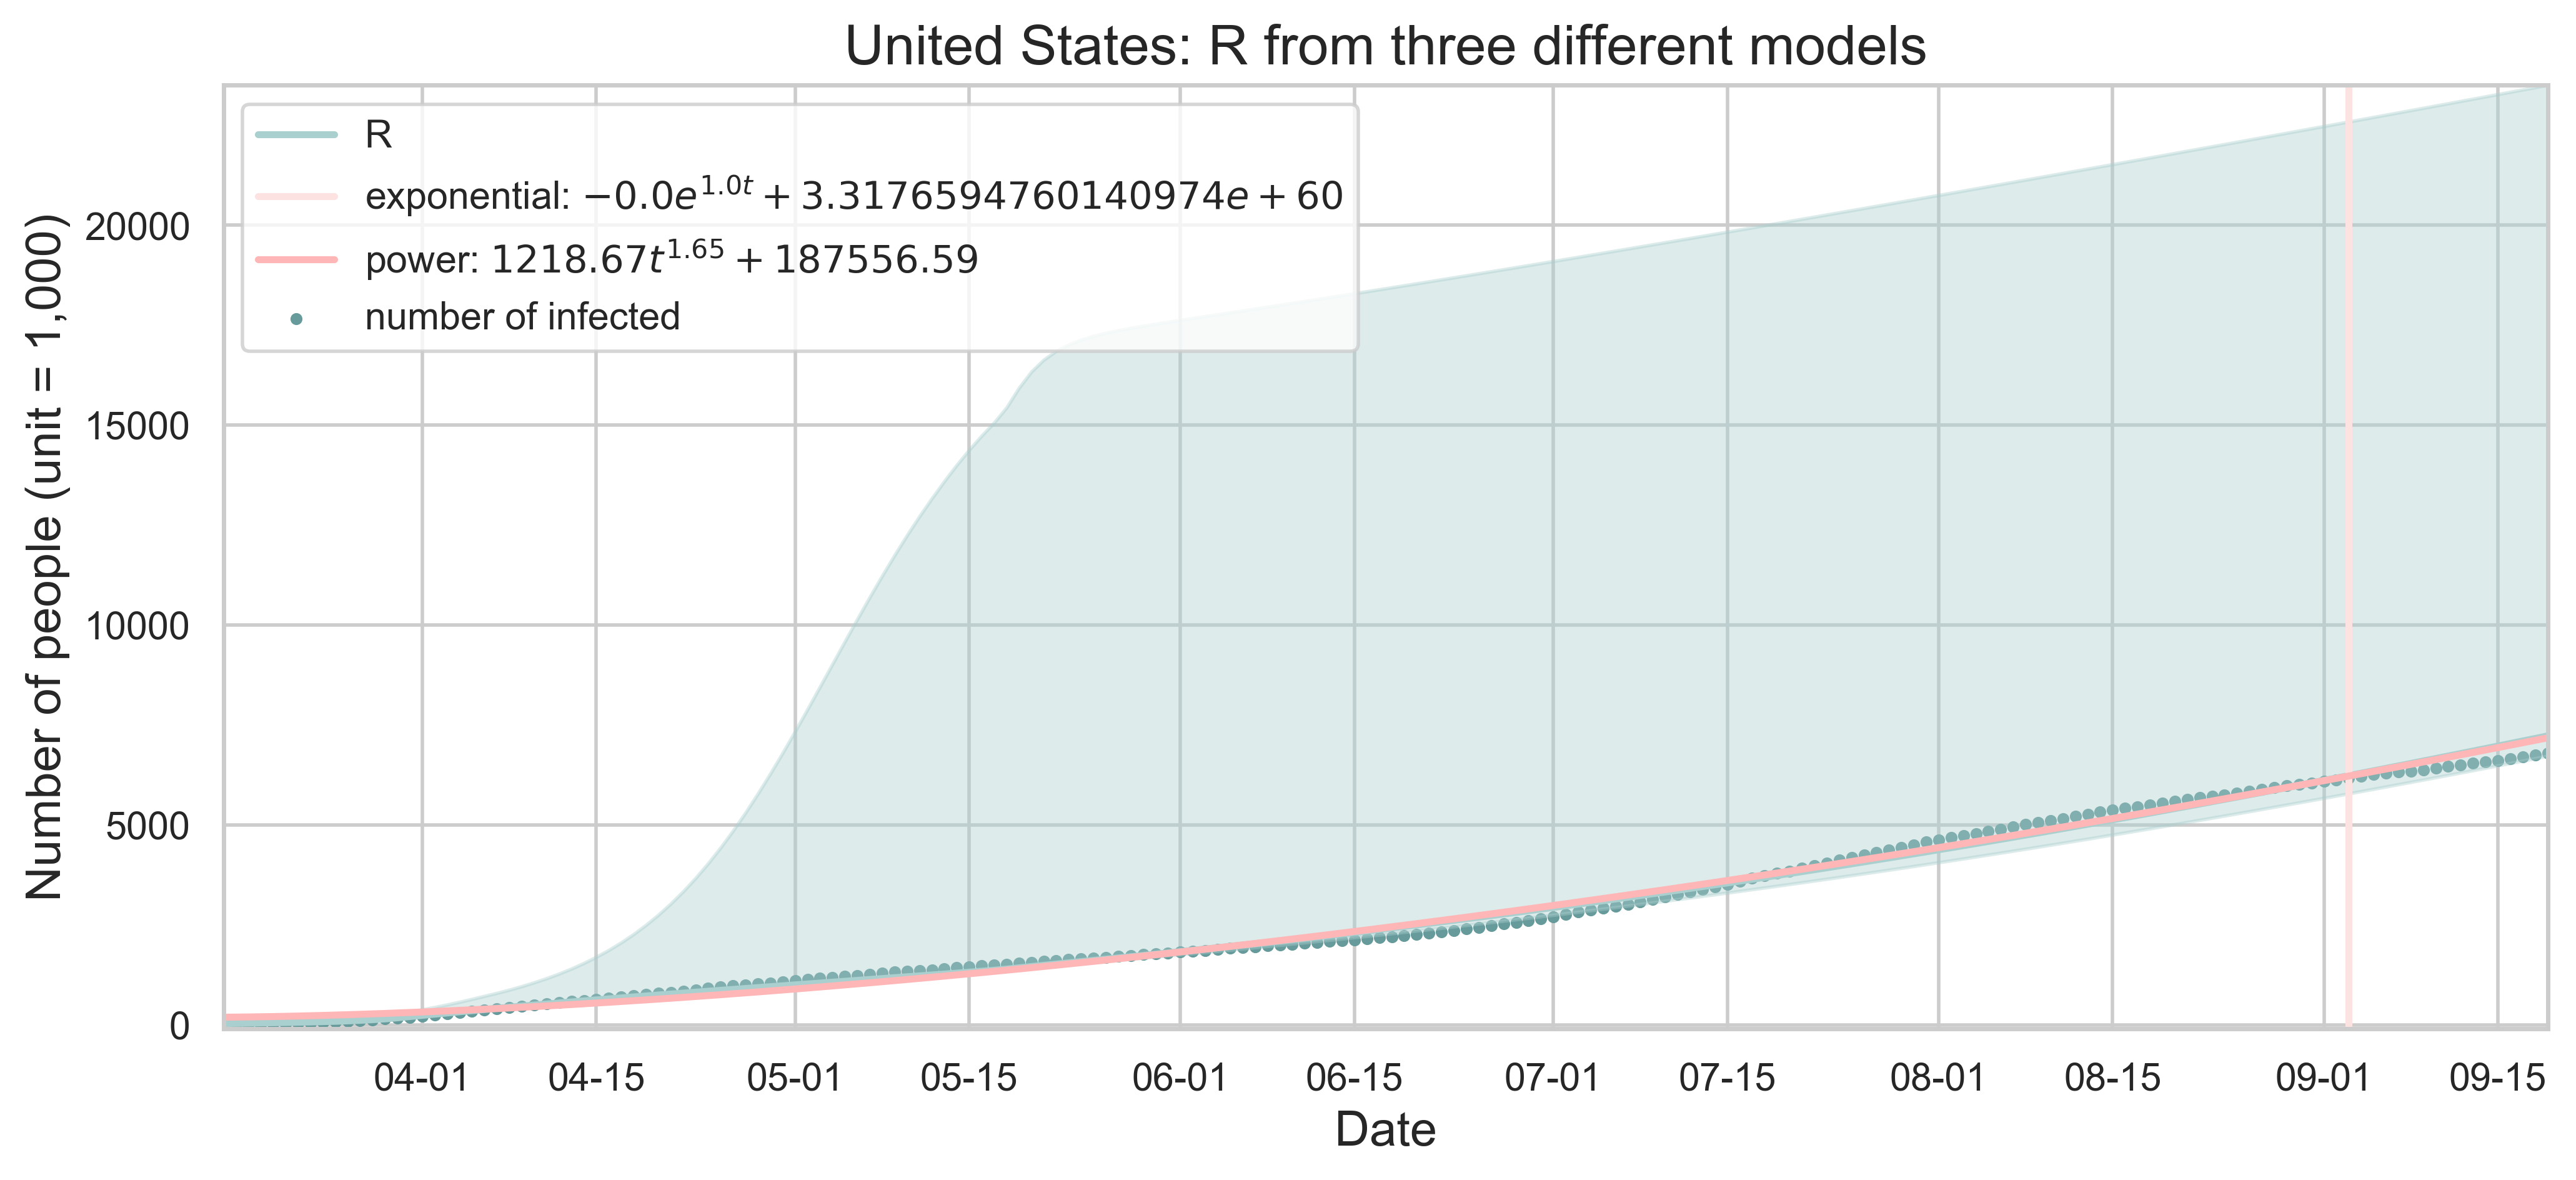 United States: R from three different models
R
exponential: −0.0e^{1.0t} + 3.3176594760140974e + 60
power: 1218.67t^{1.65} + 187556.59
number of infected
Number of people (unit = 1,000)
20000
15000
10000
5000
0
04-01 04-15 05-01 05-15 06-01 06-15 07-01 07-15 08-01 08-15 09-01 09-15
Date